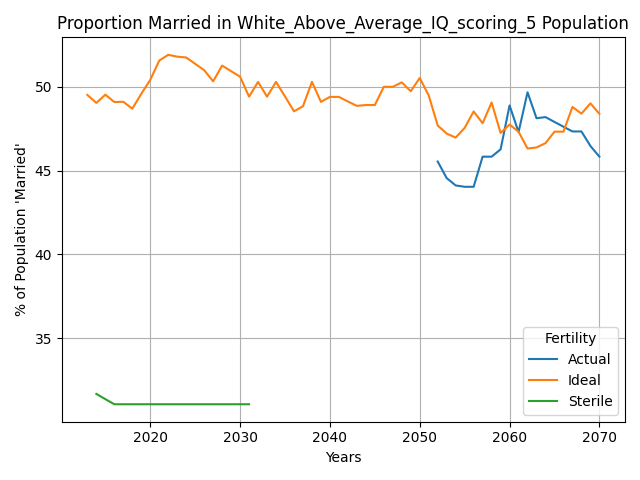 Proportion Married in White_Above_Average_IQ_scoring_5 Population
% of Population 'Married'
50
45
40
35
2020
2030
2040
2050
2060
2070
Years
Fertility
Actual
Ideal
Sterile